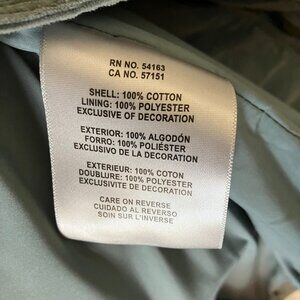 RN NO. 54163
CA NO. 57151
SHELL: 100% COTTON
LINING: 100% POLYESTER
EXCLUSIVE OF DECORATION
EXTERIOR: 100% ALGODÓN
FORRO: 100% POLIÉSTER
EXCLUSIVO DE LA DECORACIÓN
EXTERIEUR: 100% COTON
DOUBLURE: 100% POLYESTER
EXCLUSIVITE DE DECORATION
CARE ON REVERSE
CUIDADO AL REVERSO
SOIN SUR L'INVERSE